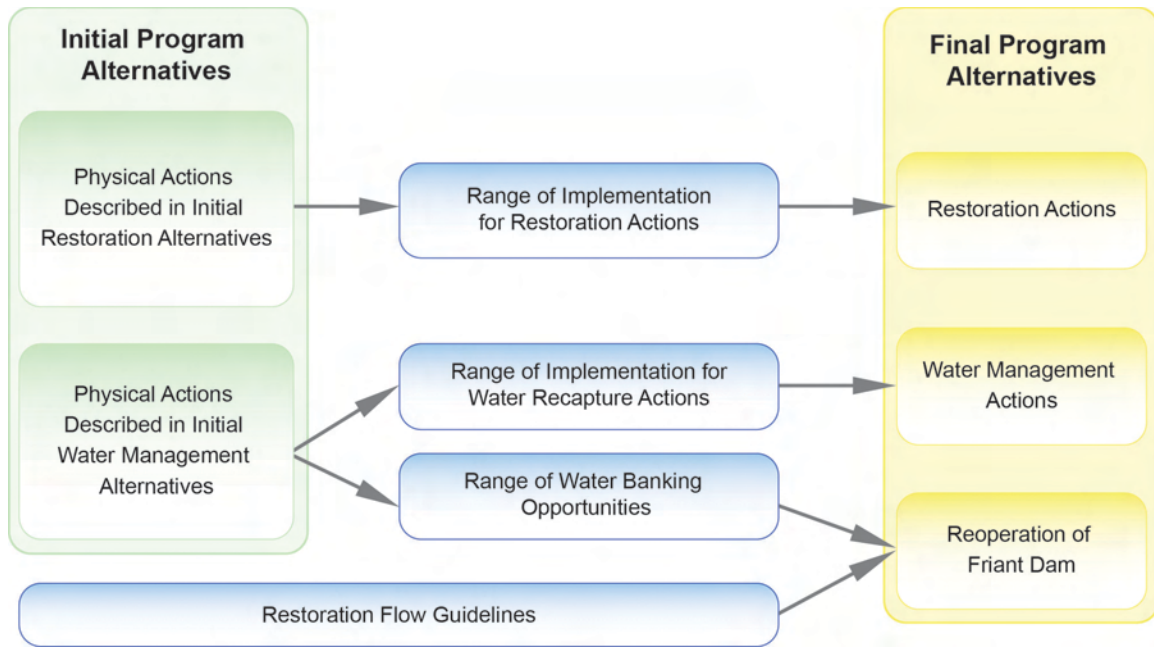 Initial Program
Alternatives
Physical Actions
Described in Initial
Restoration Alternatives
Physical Actions
Described in Initial
Water Management
Alternatives
Range of Implementation
for Restoration Actions
Range of Implementation for
Water Recapture Actions
Range of Water Banking
Opportunities
Restoration Flow Guidelines
Final Program
Alternatives
Restoration Actions
Water Management
Actions
Reoperation of
Friant Dam